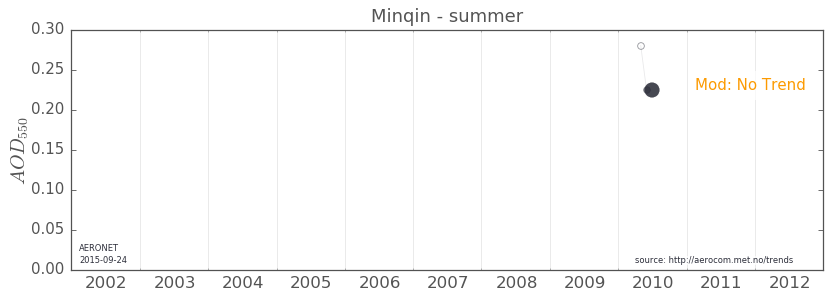 Minqin - summer
0.30
0.25
0.20
0.15
0.10
0.05
0.00
AOD550
Mod: No Trend
AERONET
2015-09-24
source: http://aerocom.met.no/trends
2002 2003 2004 2005 2006 2007 2008 2009 2010 2011 2012